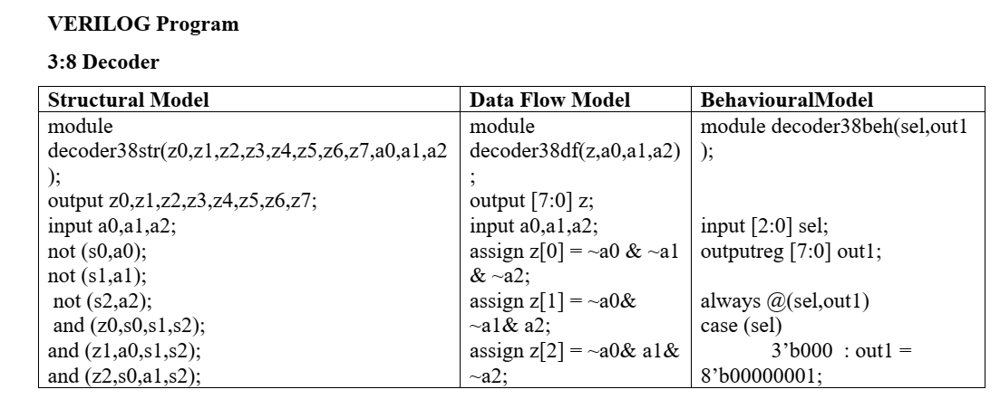 VERILOG Program
3:8 Decoder
Structural Model
module
decoder38str(z0,z1,z2,z3,z4,z5,z6,z7,a0,a1,a2
);
output z0,z1,z2,z3,z4,z5,z6,z7;
input a0,a1,a2;
not (s0,a0);
not (s1,a1);
not (s2,a2);
and (z0,s0,s1,s2);
and (z1,a0,s1,s2);
and (z2,s0,a1,s2);
Data Flow Model
module
decoder38df(z,a0,a1,a2)
;
output [7:0] z;
input a0,a1,a2;
assign z[0] = ~a0 & ~a1
& ~a2;
assign z[1] = ~a0&
~a1& a2;
assign z[2] = ~a0& a1&
~a2;
BehaviouralModel
module decoder38beh(sel,out1
);
input [2:0] sel;
outputreg [7:0] out1;
always @(sel,out1)
case (sel)
3’b000 : out1 =
8’b00000001;